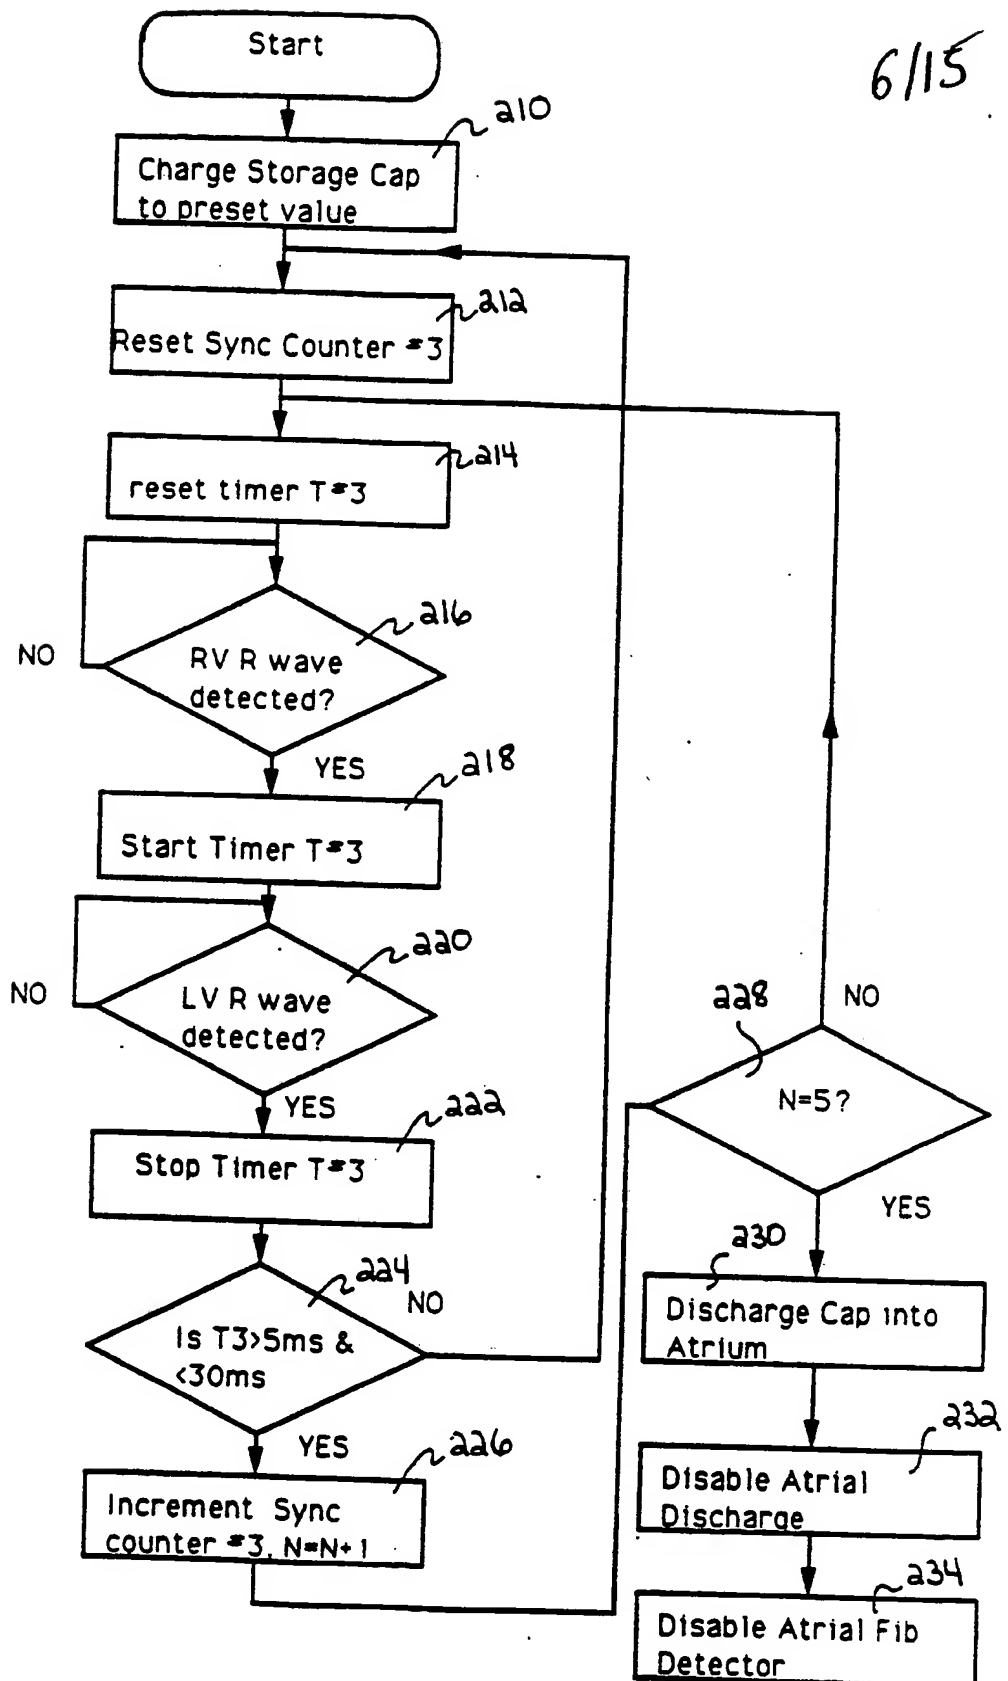 6/15
Start
210
Charge Storage Cap
to preset value
212
Reset Sync Counter #3
214
reset timer T#3
216
NO
RV R wave
detected?
YES
218
Start Timer T#3
220
NO
LV R wave
detected?
YES
222
Stop Timer T#3
224
NO
Is T3>5ms &
<30ms
YES
226
Increment Sync
counter #3, N=N+1
228
NO
N=5?
YES
230
Discharge Cap into
Atrium
232
Disable Atrial
Discharge
234
Disable Atrial Fib
Detector